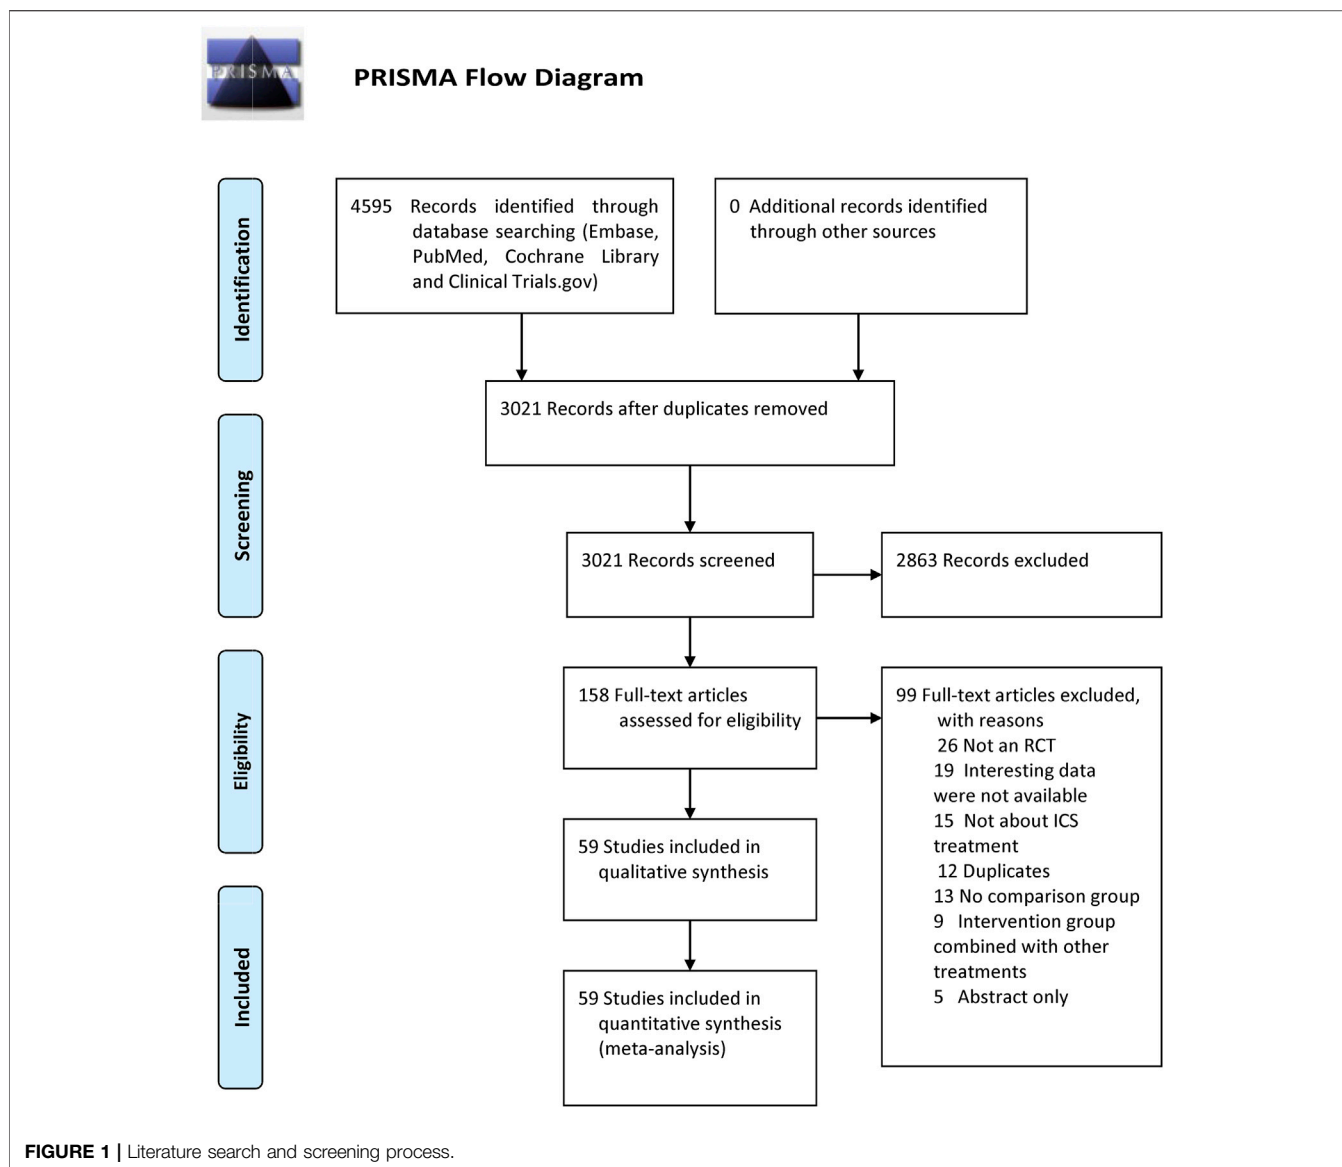 PRISMA
PRISMA Flow Diagram
Identification
4595 Records identified through
database searching (Embase,
PubMed, Cochrane Library
and Clinical Trials.gov)
0 Additional records identified
through other sources
3021 Records after duplicates removed
Screening
3021 Records screened
2863 Records excluded
Eligibility
158 Full-text articles
assessed for eligibility
99 Full-text articles excluded,
with reasons
26 Not an RCT
19 Interesting data
were not available
15 Not about ICS
treatment
12 Duplicates
13 No comparison group
9 Intervention group
combined with other
treatments
5 Abstract only
59 Studies included in
qualitative synthesis
Included
59 Studies included in
quantitative synthesis
(meta-analysis)
FIGURE 1 | Literature search and screening process.